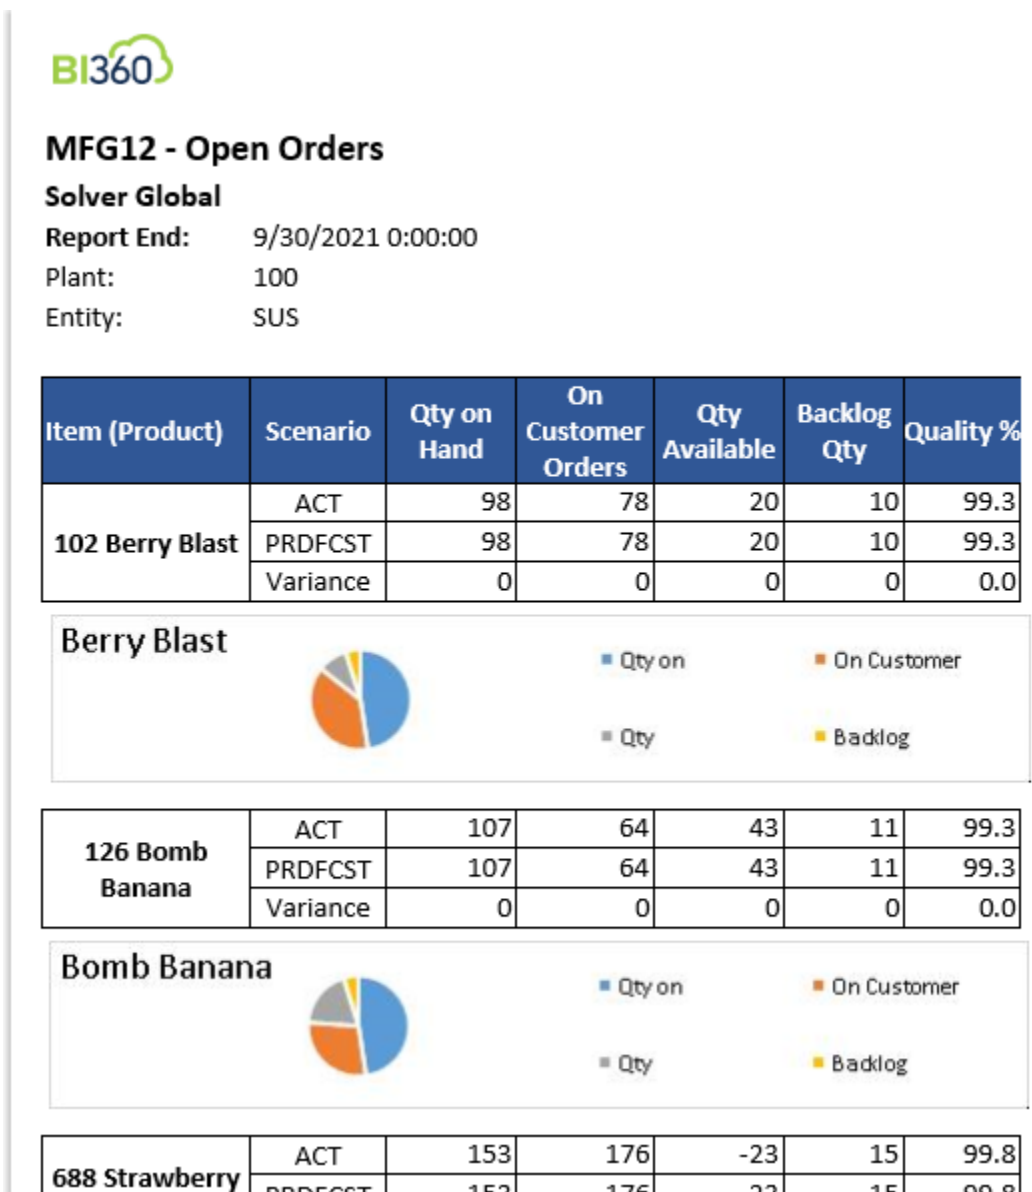 BI360
MFG12 - Open Orders
Solver Global
Report End: 9/30/2021 0:00:00
Plant: 100
Entity: SUS
Item (Product) Scenario Qty on Hand On Customer Orders Qty Available Backlog Qty Quality %
102 Berry Blast ACT 98 78 20 10 99.3
PRDFCST 98 78 20 10 99.3
Variance 0 0 0 0 0.0
Berry Blast
Qty on On Customer
Qty Backlog
126 Bomb Banana ACT 107 64 43 11 99.3
PRDFCST 107 64 43 11 99.3
Variance 0 0 0 0 0.0
Bomb Banana
Qty on On Customer
Qty Backlog
688 Strawberry ACT 153 176 -23 15 99.8